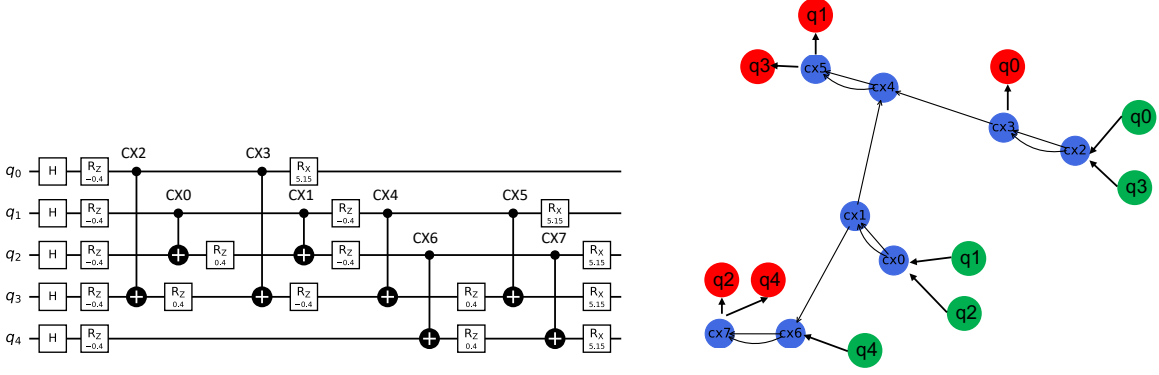 CX2 CX3
q0 H RZ −0.4 RX 5.15
CX0 CX1 CX4 CX5
q1 H RZ −0.4 RZ −0.4 RX 5.15
CX6 CX7
q2 H RZ −0.4 RZ 0.4 RZ −0.4 RX 5.15
q3 H RZ −0.4 RZ 0.4 RZ −0.4 RZ 0.4 RX 5.15
q4 H RZ −0.4 RZ 0.4 RX 5.15
q1
q3 cx5 cx4
q0
q0
cx3 cx2
q3
cx1
cx0 q1
q2 q4
q2
cx7 cx6
q4